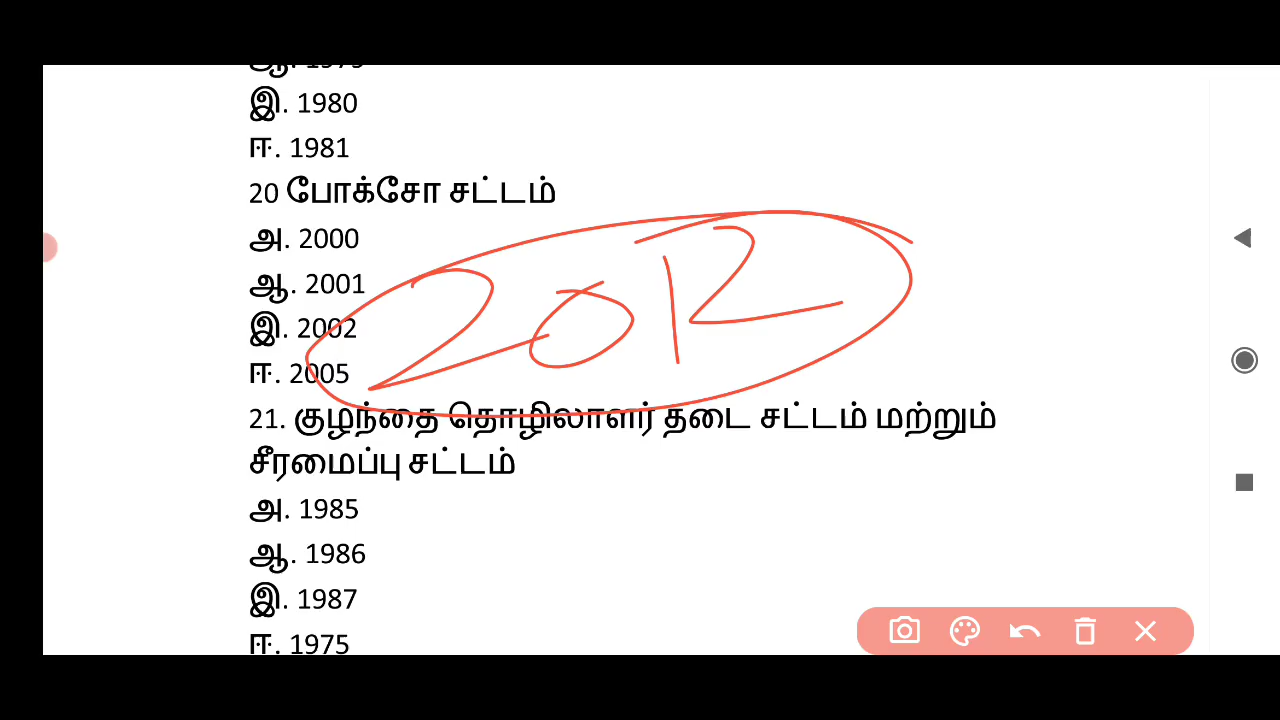 ஆ. 1979
இ. 1980
ஈ. 1981
20 போக்சோ சட்டம்
அ. 2000
ஆ. 2001
இ. 2002
ஈ. 2005
2012
21. குழந்தை தொழிலாளர் தடை சட்டம் மற்றும்
சீரமைப்பு சட்டம்
அ. 1985
ஆ. 1986
இ. 1987
ஈ. 1975